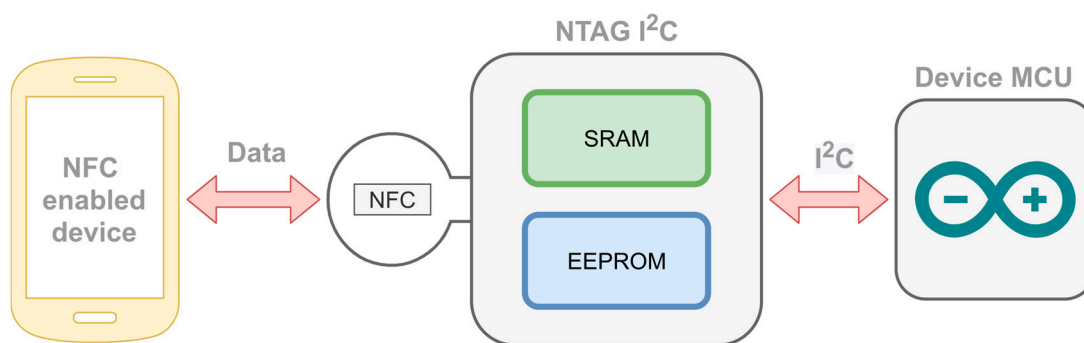 NTAG I²C
Device MCU
SRAM
Data
I²C
NFC
enabled
device
NFC
EEPROM